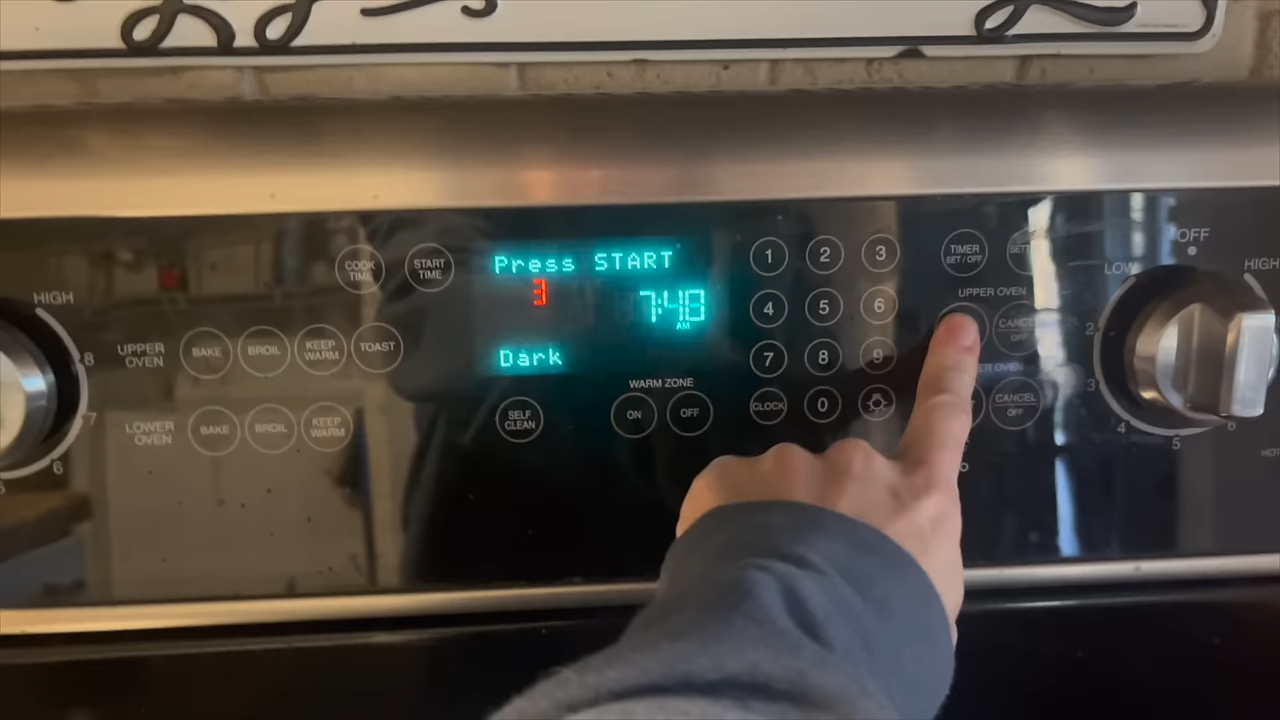 HIGH
8
7
6
5
UPPER OVEN
BAKE
BROIL
KEEP WARM
TOAST
LOWER OVEN
BAKE
BROIL
KEEP WARM
COOK TIME
START TIME
Press START
3
7:48
AM
Dark
SELF CLEAN
WARM ZONE
ON
OFF
1
2
3
4
5
6
7
8
9
CLOCK
0
TIMER
SET / OFF
UPPER OVEN
CANCEL
OFF
OVEN
CANCEL
OFF
OFF
LOW
HIGH
2
3
4
5
6